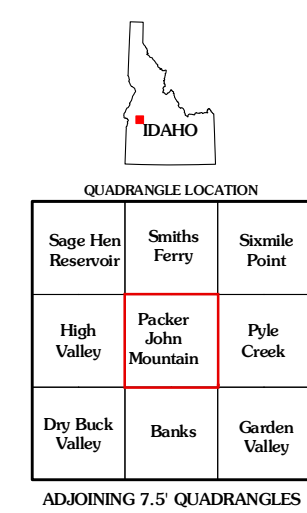 IDAHO
QUADRANGLE LOCATION
Sage Hen
Reservoir
Smiths
Ferry
Sixmile
Point
High
Valley
Packer
John
Mountain
Pyle
Creek
Dry Buck
Valley
Banks
Garden
Valley
ADJOINING 7.5' QUADRANGLES